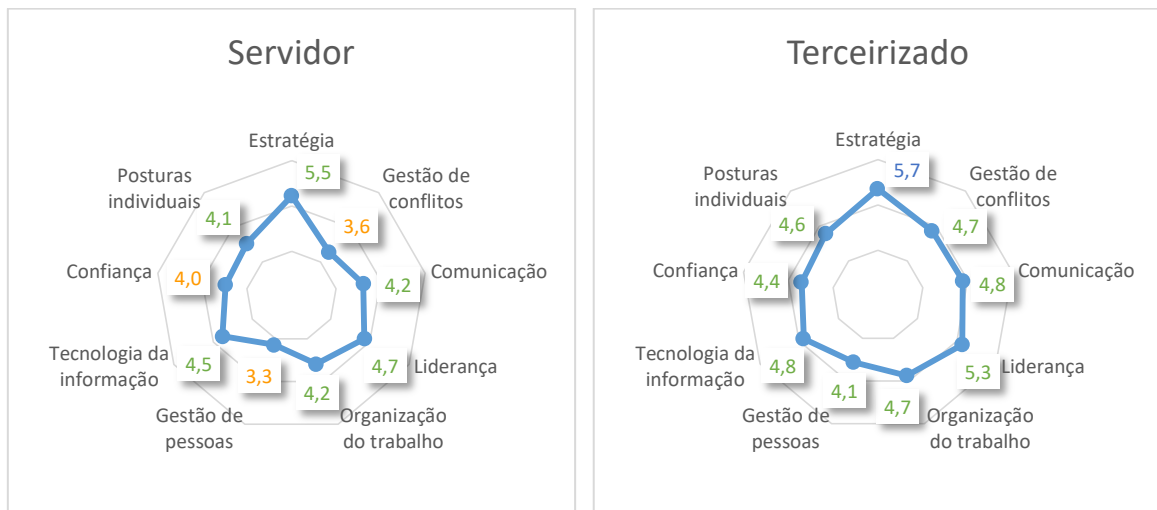 Servidor
Estratégia
5,5
Gestão de
conflitos
3,6
Comunicação
4,2
Liderança
4,7
Organização
do trabalho
4,2
Gestão de
pessoas
3,3
Tecnologia da
informação
4,5
Confiança
4,0
Posturas
individuais
4,1
Terceirizado
Estratégia
5,7
Gestão de
conflitos
4,7
Comunicação
4,8
Liderança
5,3
Organização
do trabalho
4,7
Gestão de
pessoas
4,1
Tecnologia da
informação
4,8
Confiança
4,4
Posturas
individuais
4,6